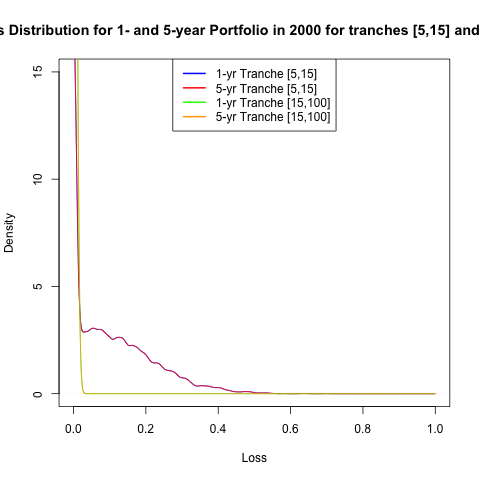 s Distribution for 1- and 5-year Portfolio in 2000 for tranches [5,15] and
1-yr Tranche [5,15]
5-yr Tranche [5,15]
1-yr Tranche [15,100]
5-yr Tranche [15,100]
15
10
5
0
Density
0.0 0.2 0.4 0.6 0.8 1.0
Loss